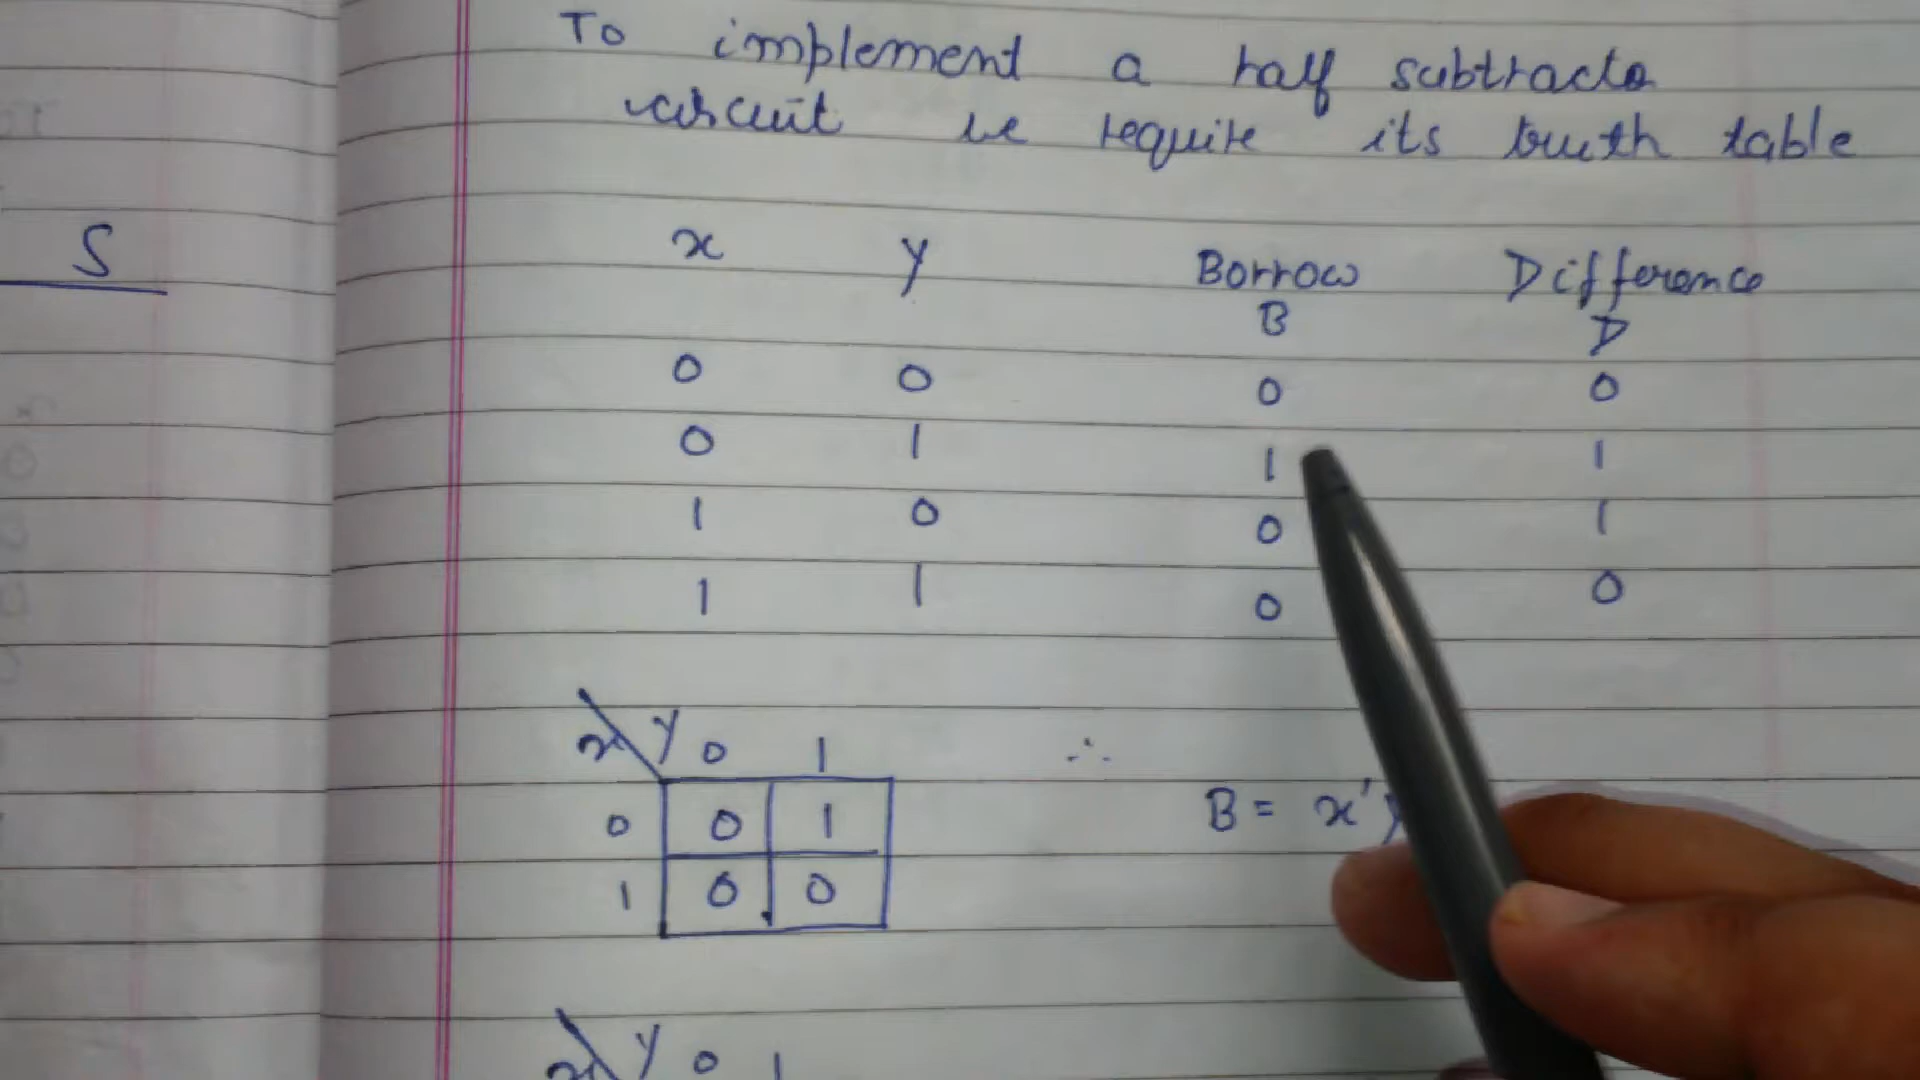 To implement a half subtracto
circuit we require its truth table
S
x y Borrow Difference
B D
0 0 0 0
0 1 1 1
1 0 0 1
1 1 0 0
x y 0 1 ∴
0 0 1 B = x'y
1 0 0
x y 0 1